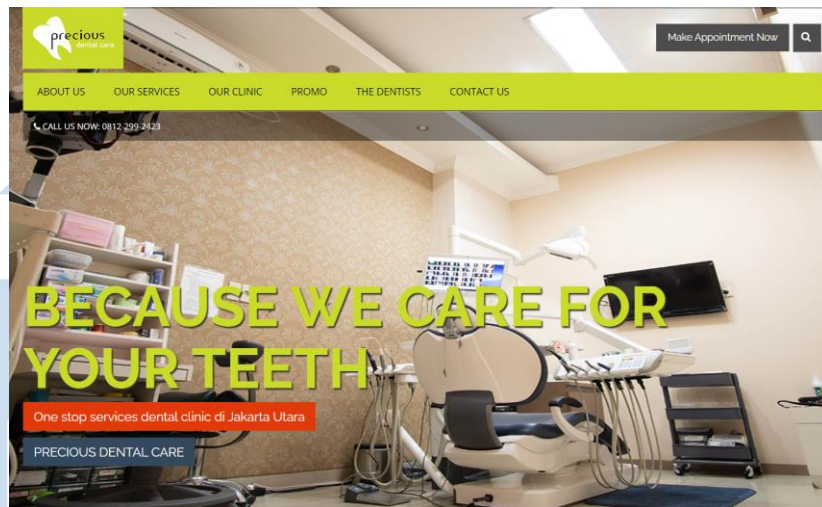 precious
dental care
Make Appointment Now
ABOUT US OUR SERVICES OUR CLINIC PROMO THE DENTISTS CONTACT US
CALL US NOW: 0812-299-2423
BECAUSE WE CARE FOR
YOUR TEETH
One stop services dental clinic di Jakarta Utara
PRECIOUS DENTAL CARE